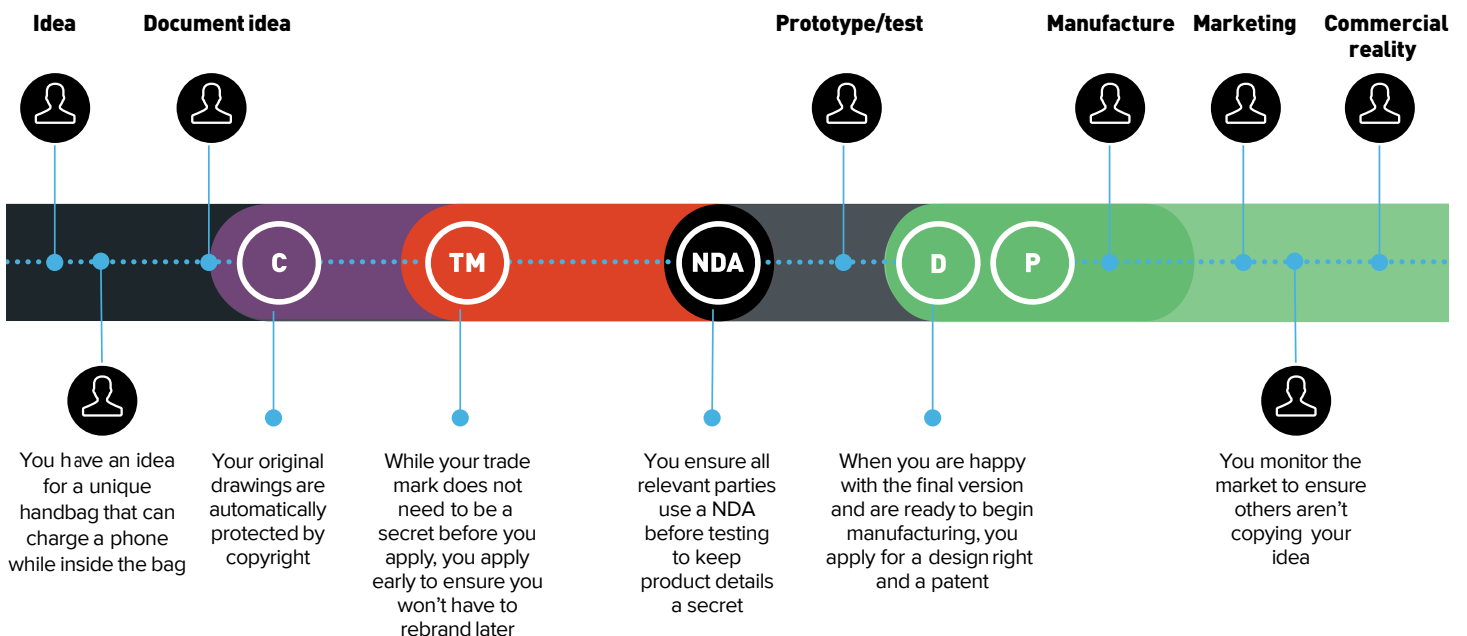 Idea
Document idea
Prototype/test
Manufacture
Marketing
Commercial
reality
C
TM
NDA
D
P
You have an idea
for a unique
handbag that can
charge a phone
while inside the bag
Your original
drawings are
automatically
protected by
copyright
While your trade
mark does not
need to be a
secret before you
apply, you apply
early to ensure you
won't have to
rebrand later
You ensure all
relevant parties
use a NDA
before testing
to keep
product details
a secret
When you are happy
with the final version
and are ready to begin
manufacturing, you
apply for a design right
and a patent
You monitor the
market to ensure
others aren't
copying your
idea